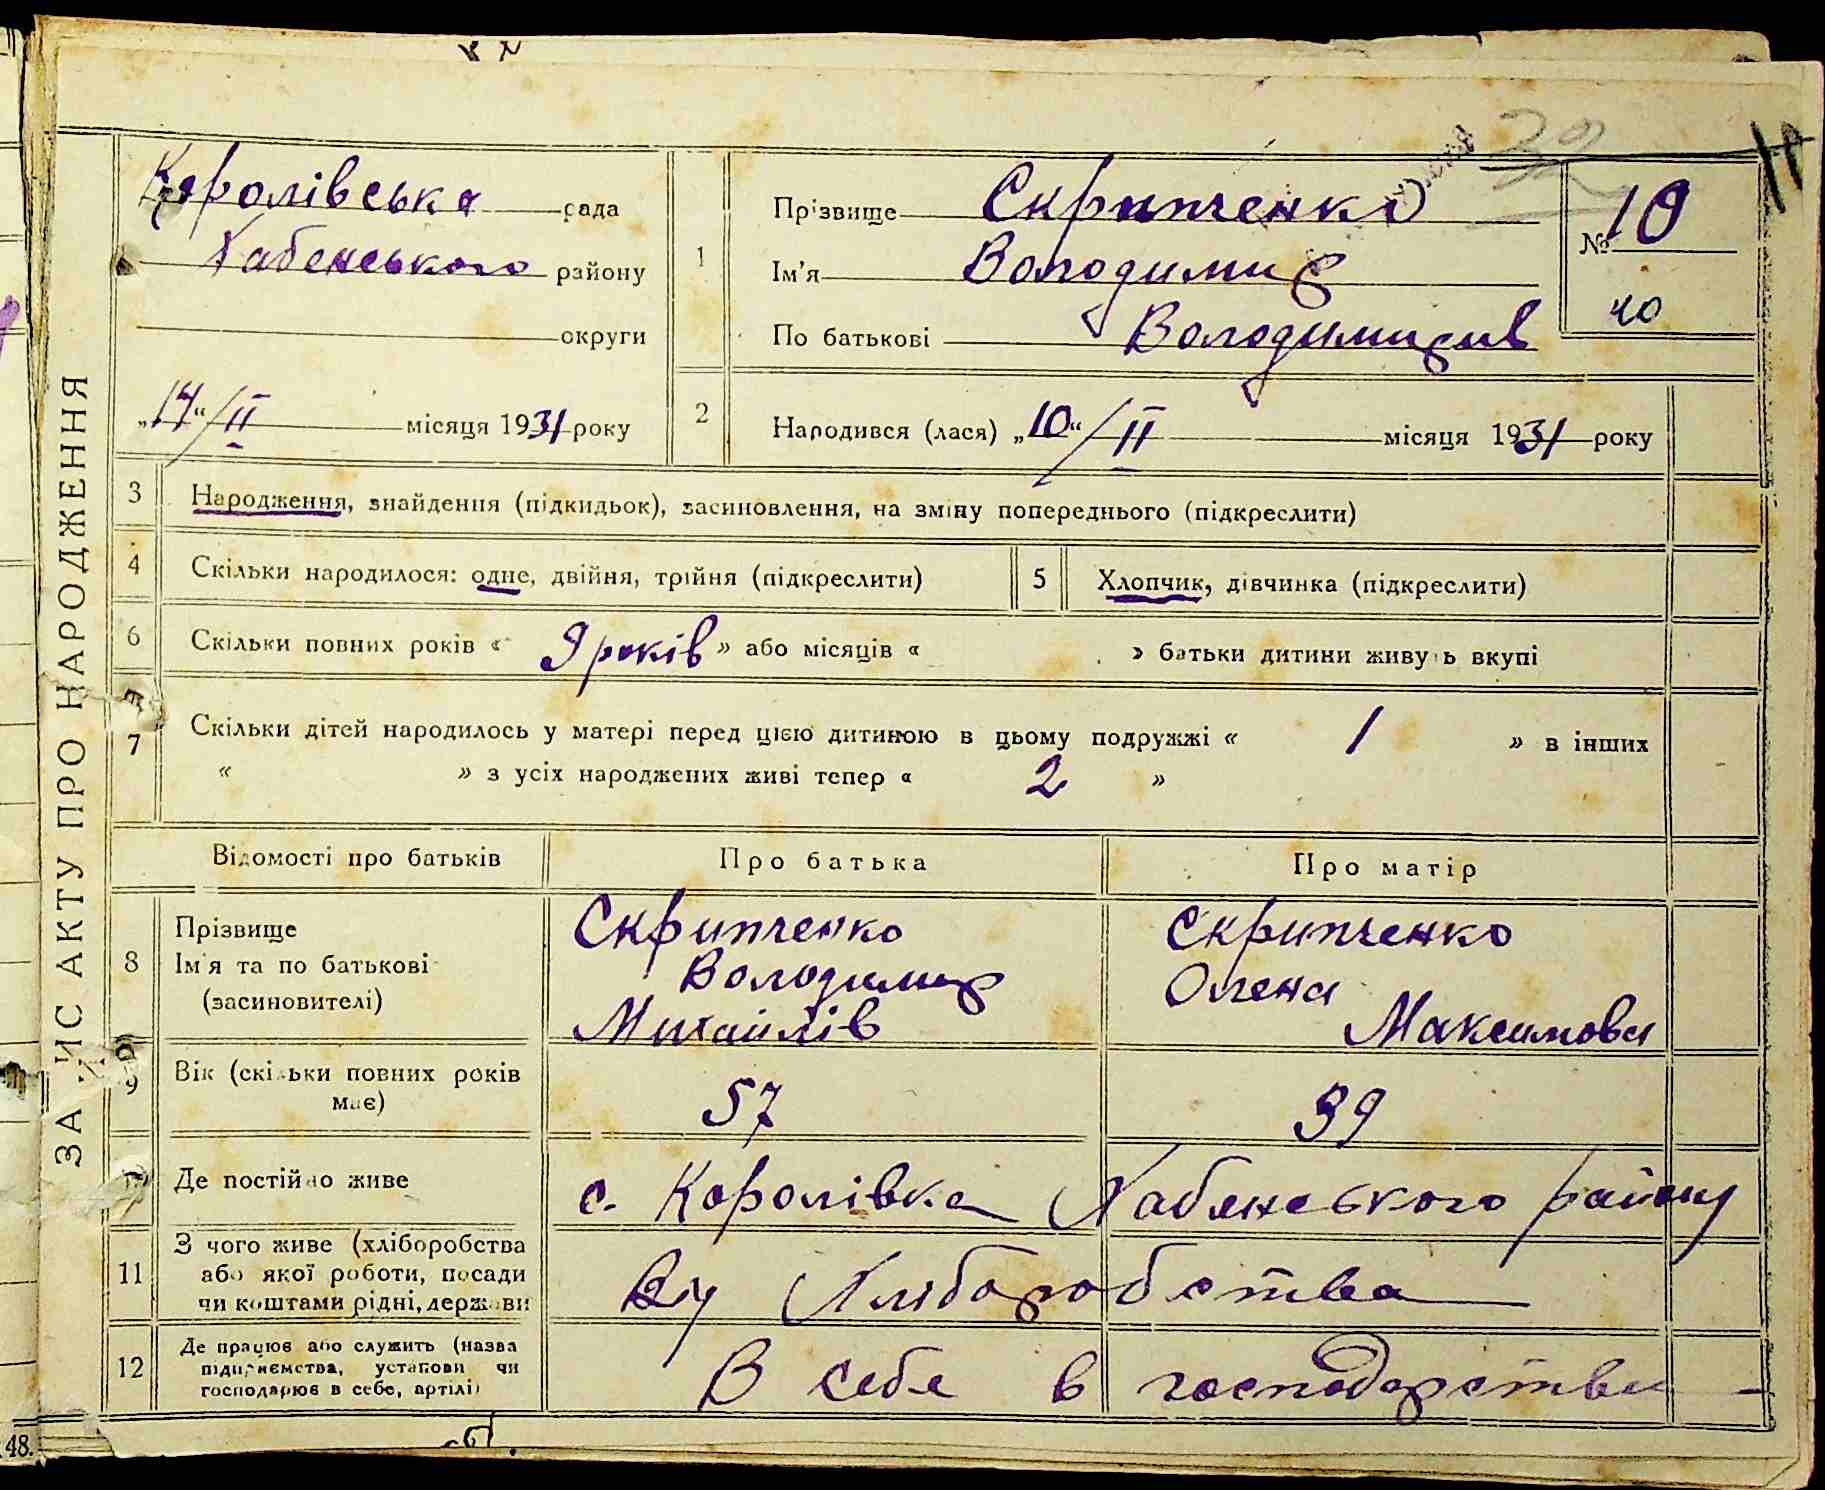 ЗАПИС АКТУ ПРО НАРОДЖЕННЯ
32
Королівська рада
Хабенського району
округи
„14“/II місяця 1931 року
1
Прізвище Скрипченко
Ім'я Володимир
По батькові Володимирів
№ 10
10
2
Народився (лася) „10“/II місяця 1931 року
3 Народження, знайдення (підкидьок), засиновлення, на зміну попереднього (підкреслити)
4 Скільки народилося: одне, двійня, трійня (підкреслити)
5 Хлопчик, дівчинка (підкреслити)
6 Скільки повних років « 9 років » або місяців « » батьки дитини живуть вкупі
7 Скільки дітей народилось у матері перед цією дитиною в цьому подружжі « 1 » в інших
« » з усіх народжених живі тепер « 2 »
Відомості про батьків
Про батька
Про матір
8 Прізвище
Ім'я та по батькові
(засиновителі)
Скрипченко
Володимир
Михайлів
Скрипченко
Олена
Максимова
9 Вік (скільки повних років
має)
57
39
Де постійно живе
с. Королівка Хабенського району
11 З чого живе (хліборобства
або якої роботи, посади
чи коштами рідні, держави
Хліборобства
12 Де працює або служить (назва
підприємства, установи чи
господарює в себе, артілі)
В себе в господарстві
48.